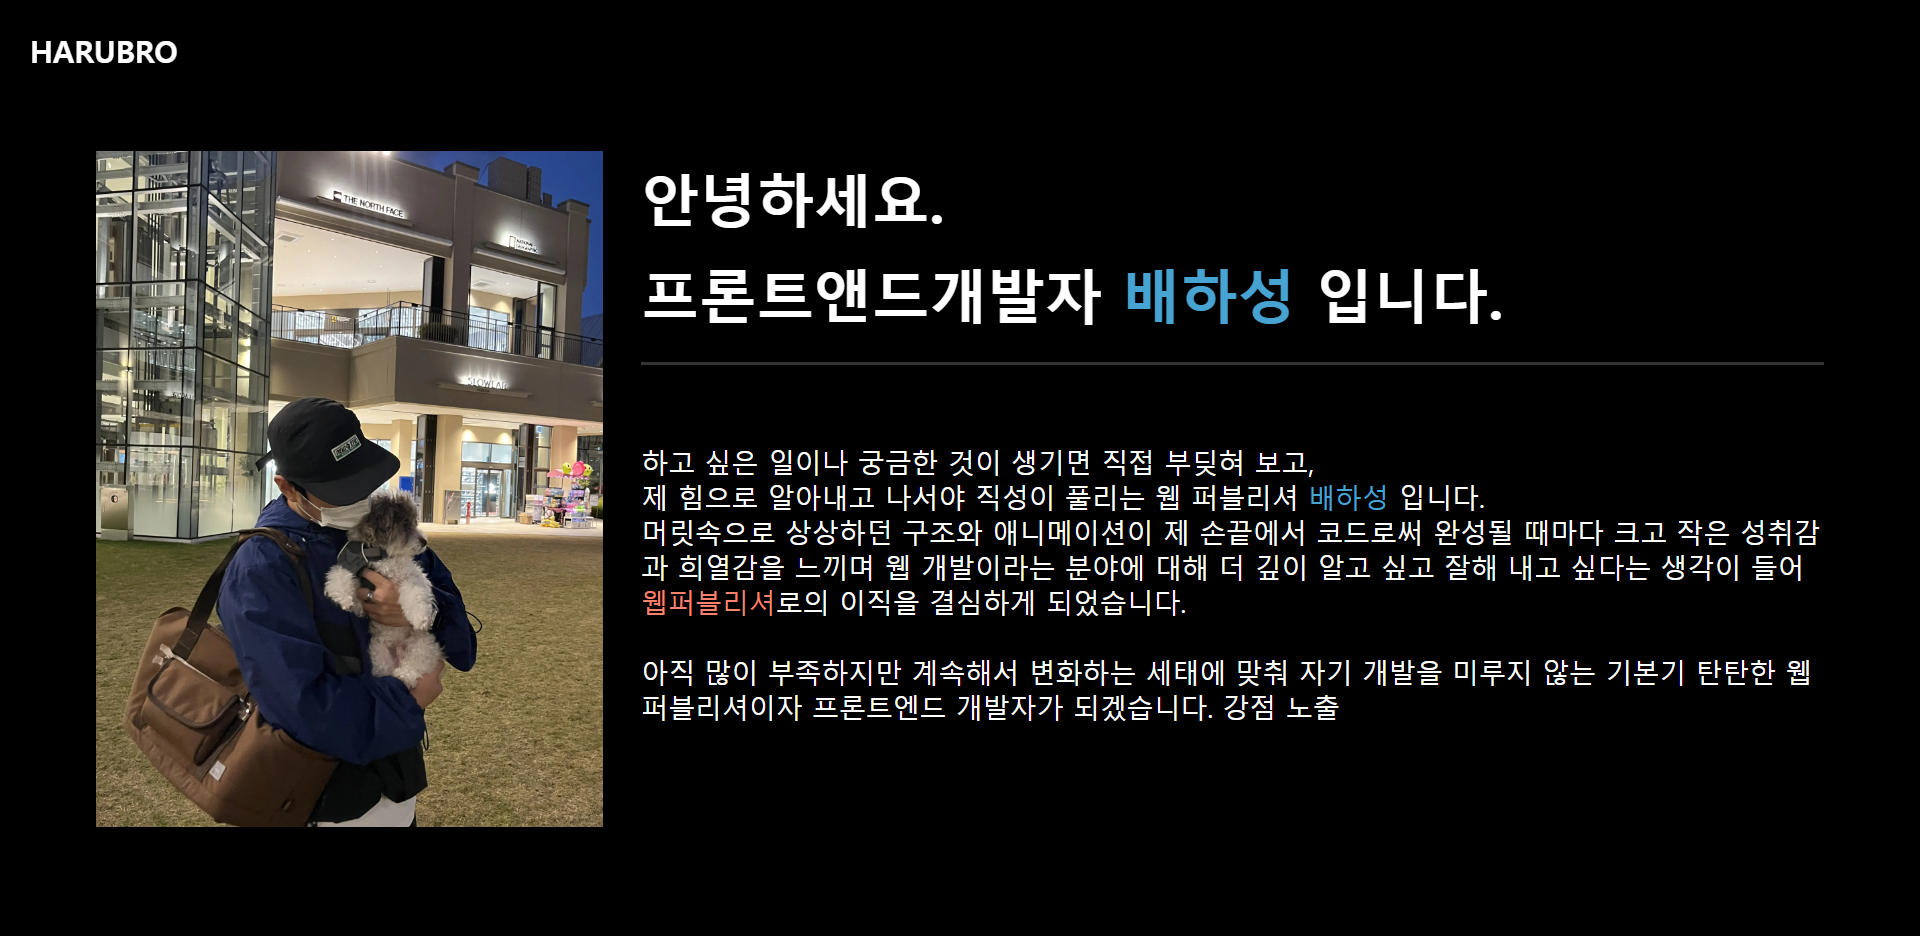 HARUBRO
THE NORTH FACE
안녕하세요.
프론트앤드개발자 배하성 입니다.
하고 싶은 일이나 궁금한 것이 생기면 직접 부딪혀 보고,
제 힘으로 알아내고 나서야 직성이 풀리는 웹 퍼블리셔 배하성 입니다.
머릿속으로 상상하던 구조와 애니메이션이 제 손끝에서 코드로써 완성될 때마다 크고 작은 성취감
과 희열감을 느끼며 웹 개발이라는 분야에 대해 더 깊이 알고 싶고 잘해 내고 싶다는 생각이 들어
웹퍼블리셔로의 이직을 결심하게 되었습니다.
아직 많이 부족하지만 계속해서 변화하는 세태에 맞춰 자기 개발을 미루지 않는 기본기 탄탄한 웹
퍼블리셔이자 프론트엔드 개발자가 되겠습니다. 강점 노출